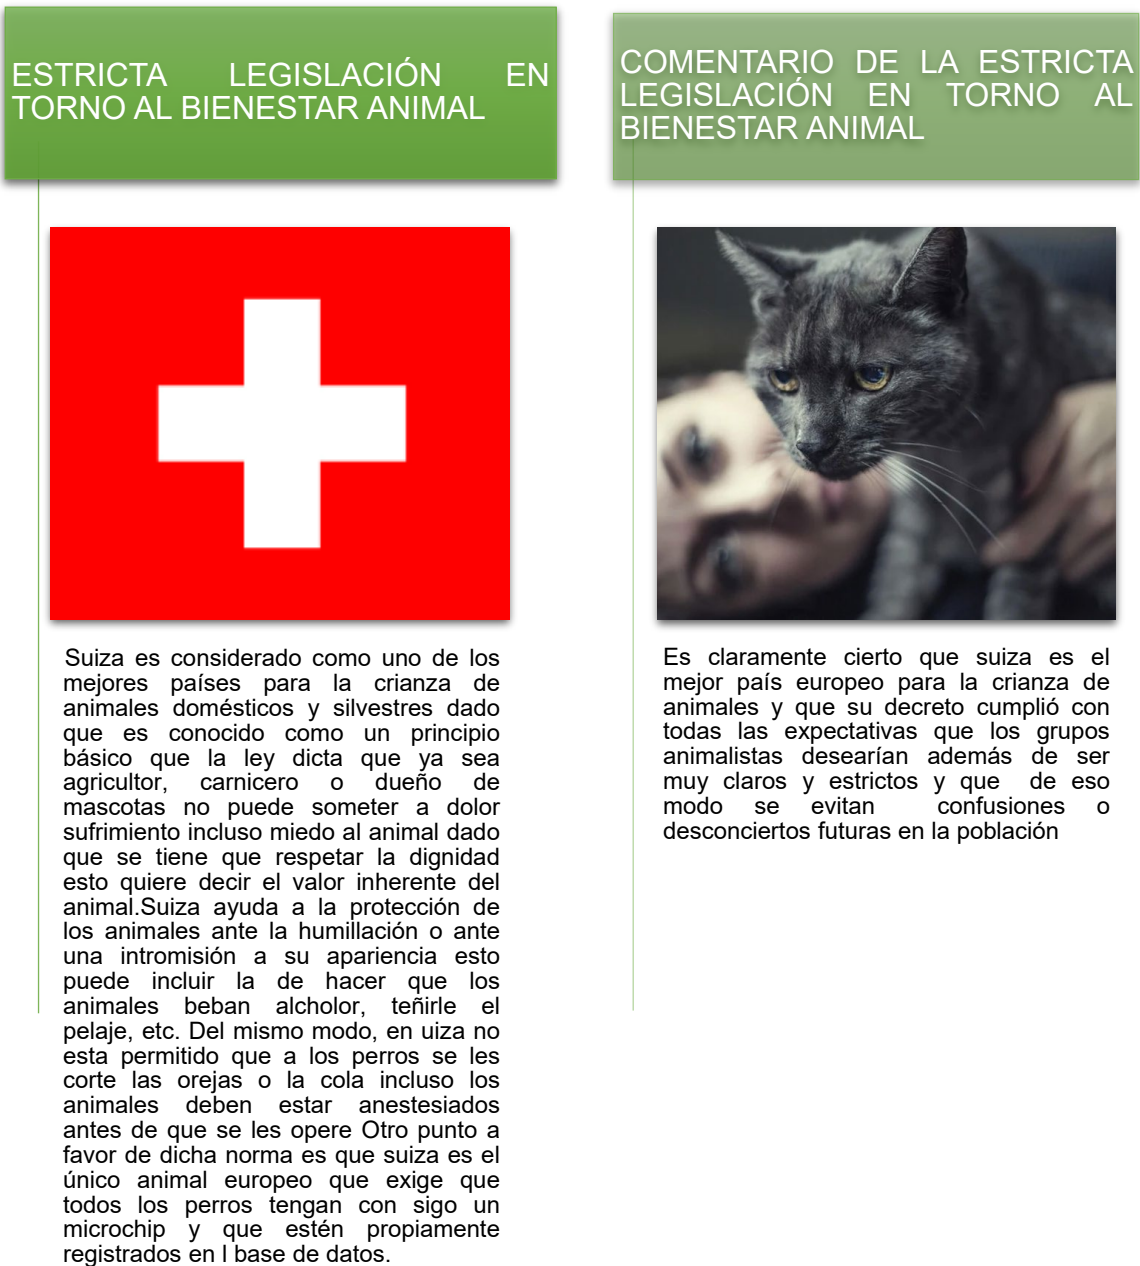 ESTRICTA LEGISLACIÓN EN
TORNO AL BIENESTAR ANIMAL
Suiza es considerado como uno de los
mejores países para la crianza de
animales domésticos y silvestres dado
que es conocido como un principio
básico que la ley dicta que ya sea
agricultor, carnicero o dueño de
mascotas no puede someter a dolor
sufrimiento incluso miedo al animal dado
que se tiene que respetar la dignidad
esto quiere decir el valor inherente del
animal.Suiza ayuda a la protección de
los animales ante la humillación o ante
una intromisión a su apariencia esto
puede incluir la de hacer que los
animales beban alcholor, teñirle el
pelaje, etc. Del mismo modo, en uiza no
esta permitido que a los perros se les
corte las orejas o la cola incluso los
animales deben estar anestesiados
antes de que se les opere Otro punto a
favor de dicha norma es que suiza es el
único animal europeo que exige que
todos los perros tengan con sigo un
microchip y que estén propiamente
registrados en l base de datos.
COMENTARIO DE LA ESTRICTA
LEGISLACIÓN EN TORNO AL
BIENESTAR ANIMAL
Es claramente cierto que suiza es el
mejor país europeo para la crianza de
animales y que su decreto cumplió con
todas las expectativas que los grupos
animalistas desearían además de ser
muy claros y estrictos y que de eso
modo se evitan confusiones o
desconciertos futuras en la población